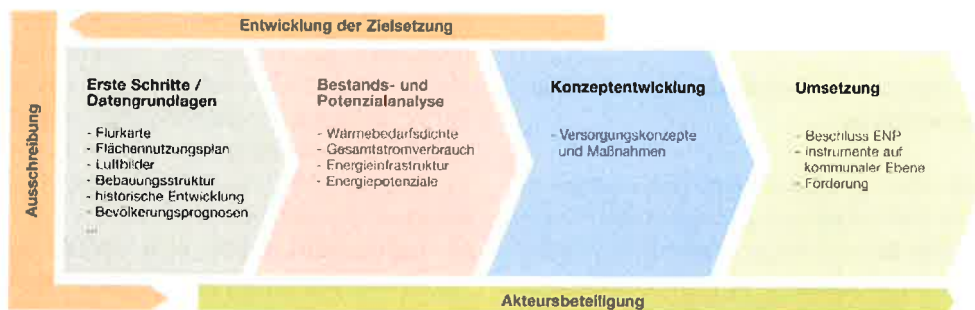 Entwicklung der Zielsetzung
Ausschreibung
Erste Schritte /
Datengrundlagen
- Flurkarte
- Flächennutzungsplan
- Luftbilder
- Bebauungsstruktur
- historische Entwicklung
- Bevölkerungsprognosen
...
Bestands- und
Potenzialanalyse
- Wärmebedarfsdichte
- Gesamtstromverbrauch
- Energieinfrastruktur
- Energiepotenziale
Konzeptentwicklung
- Versorgungskonzepte
und Maßnahmen
Umsetzung
- Beschluss ENP
- Instrumente auf
kommunaler Ebene
- Förderung
Akteursbeteiligung